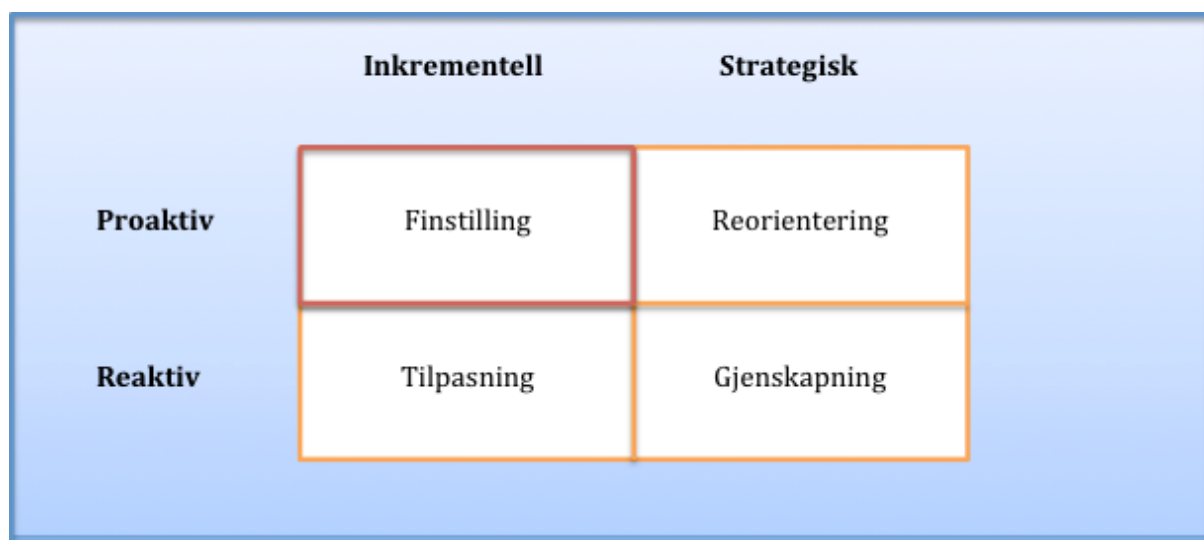 Inkrementell Strategisk
Proaktiv Finstilling Reorientering
Reaktiv Tilpasning Gjenskapning